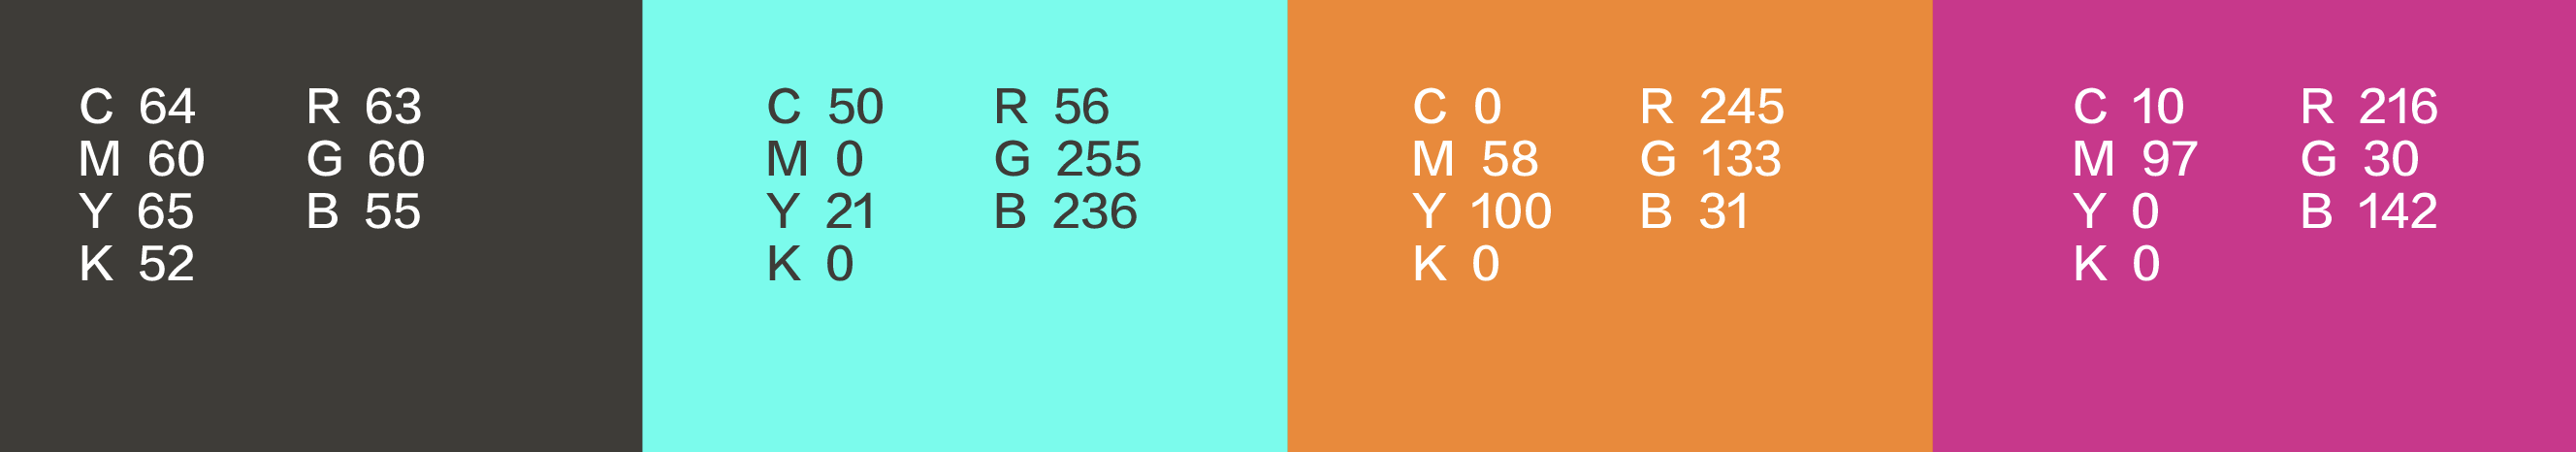 C 64
M 60
Y 65
K 52
R 63
G 60
B 55
C 50
M 0
Y 21
K 0
R 56
G 255
B 236
C 0
M 58
Y 100
K 0
R 245
G 133
B 31
C 10
M 97
Y 0
K 0
R 216
G 30
B 142